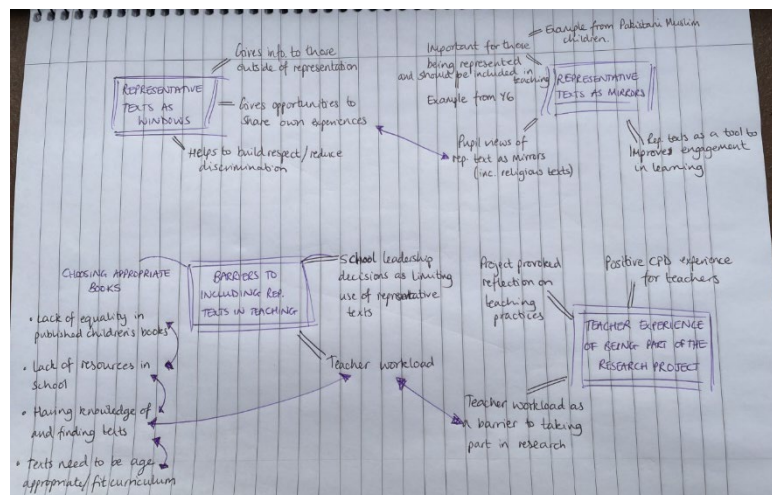 Example from Pakistani Muslim
children.
Gives info. to those
outside of representation
Important for those
being represented
and should be included in
teaching
REPRESENTATIVE
TEXTS AS
WINDOWS
Gives opportunities to
share own experiences
Example from Y6
REPRESENTATIVE
TEXTS AS MIRRORS
Helps to build respect/reduce
discrimination
Pupil views of
rep. text as mirrors
(inc. religious texts)
Rep. texts as a tool to
improve engagement
in learning
CHOOSING APPROPRIATE
BOOKS
BARRIERS TO
INCLUDING REP.
TEXTS IN TEACHING
School leadership
decisions as limiting
use of representative
texts
Project provoked
reflection on
teaching
practices
Positive CPD experience
for teachers
• Lack of equality in
published children's books
• Lack of resources in
school
• Having knowledge of
and finding texts
• Texts need to be age
appropriate/fit curriculum
Teacher workload
TEACHER EXPERIENCE
OF BEING PART OF THE
RESEARCH PROJECT
Teacher workload as
a barrier to taking
part in research